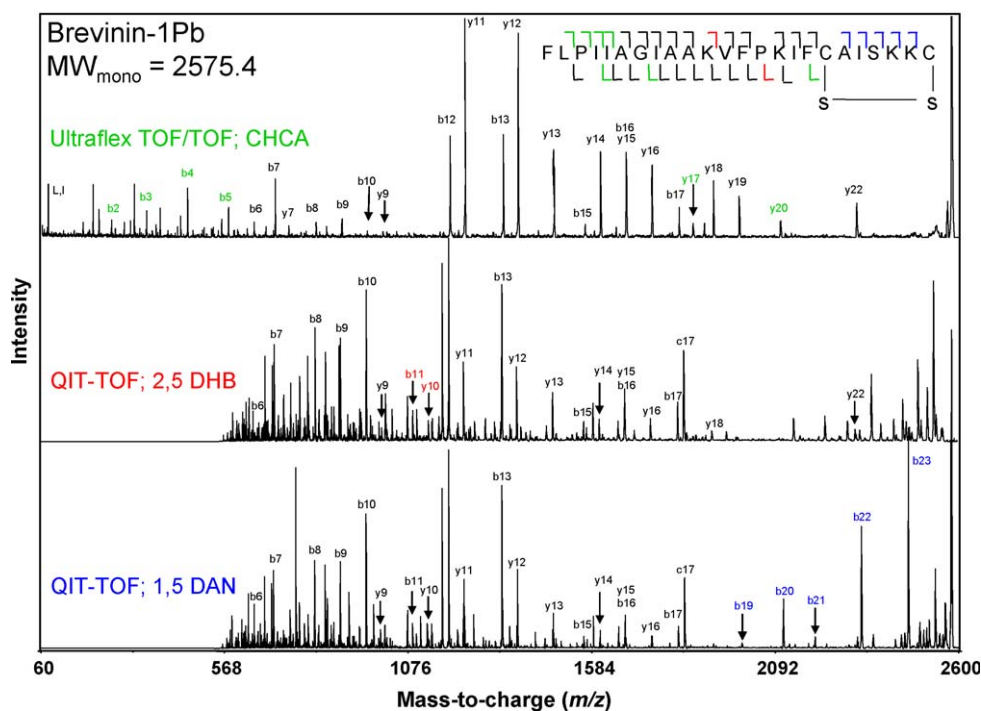 Brevinin-1Pb
MWmono = 2575.4
FLPIIAGIAAKVFPKIFCAISKKC
S S
Ultraflex TOF/TOF; CHCA
L,I
b2
b3
b4
b5
b6
b7
y7
b8
b9
b10
y9
b12
y11
b13
y12
y13
b15
y14
b16
y15
y16
b17
y17
y18
y19
y20
y22
QIT-TOF; 2,5 DHB
b6
b7
b8
b9
b10
y9
b11
y10
y11
b13
y12
y13
b15
y14
y15
b16
y16
b17
c17
y18
y22
QIT-TOF; 1,5 DAN
b6
b7
b8
b9
b10
y9
b11
y10
y11
b13
y12
y13
b15
y14
y15
b16
y16
b17
c17
b19
b20
b21
b22
b23
Intensity
60 568 1076 1584 2092 2600
Mass-to-charge (m/z)